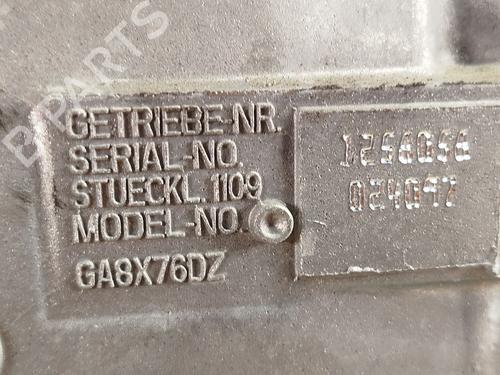 B-PARTS
GETRIEBE-NR.
SERIAL-NO.
STUECKL. 1109
MODEL-NO.
GA8X76DZ
1256056
024047